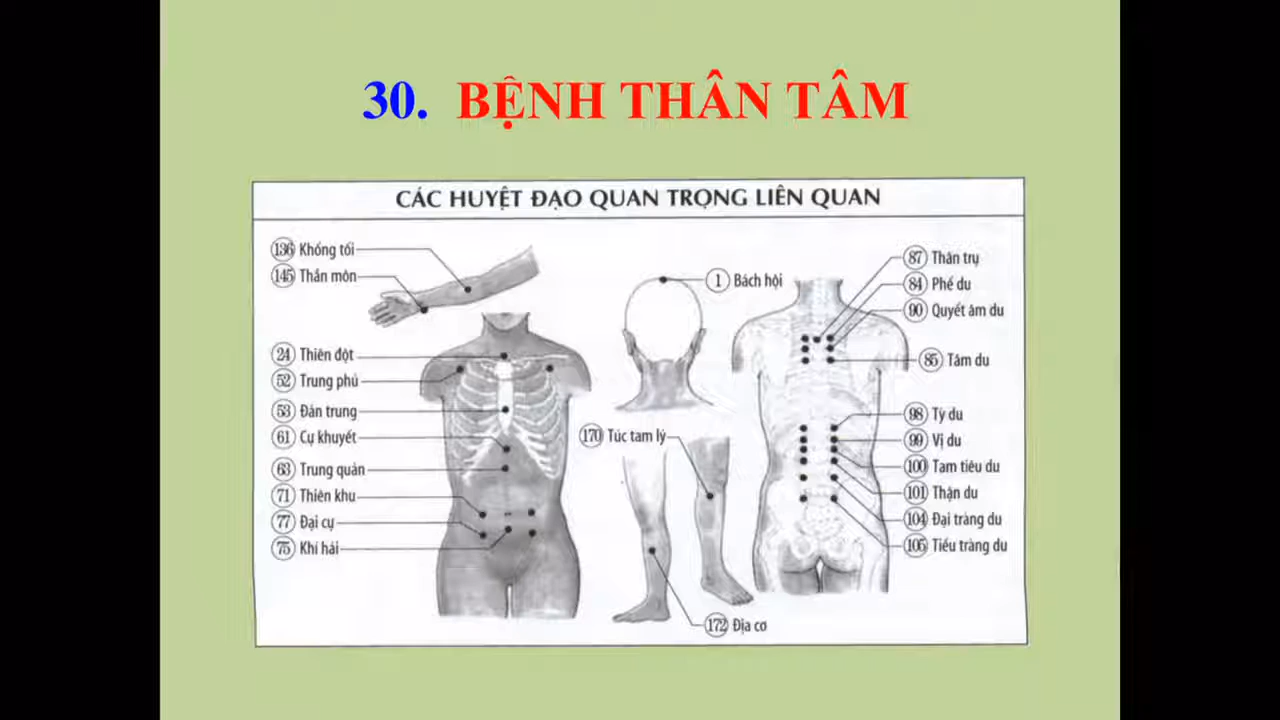 30. BỆNH THÂN TÂM
CÁC HUYỆT ĐẠO QUAN TRỌNG LIÊN QUAN
136 Khổng tối
145 Thần môn
24 Thiên đột
52 Trung phủ
53 Đán trung
61 Cụ khuyết
63 Trung quản
71 Thiên khu
77 Đại cự
75 Khí hải
1 Bách hội
170 Túc tam lý
172 Địa cơ
87 Thân trụ
84 Phế du
90 Quyết âm du
85 Tâm du
98 Tỳ du
99 Vị du
100 Tam tiêu du
101 Thận du
104 Đại tràng du
105 Tiểu tràng du